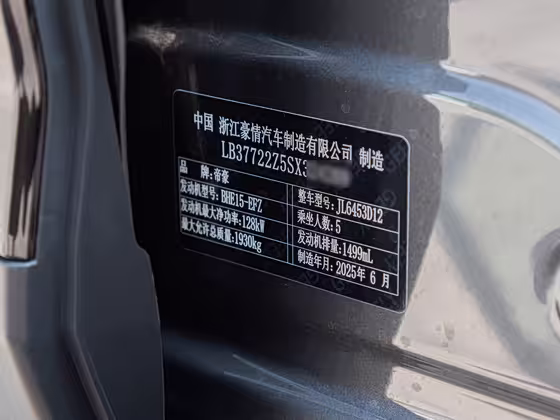 中国 浙江豪情汽车制造有限公司 制造
LB37722Z5SX3
品 牌:帝豪
整车型号:JL6453D12
发动机型号:BHE15-EFZ
乘坐人数:5
发动机最大净功率:128kW
发动机排量:1499mL
最大允许总质量:1930kg
制造年月:2025年 6 月